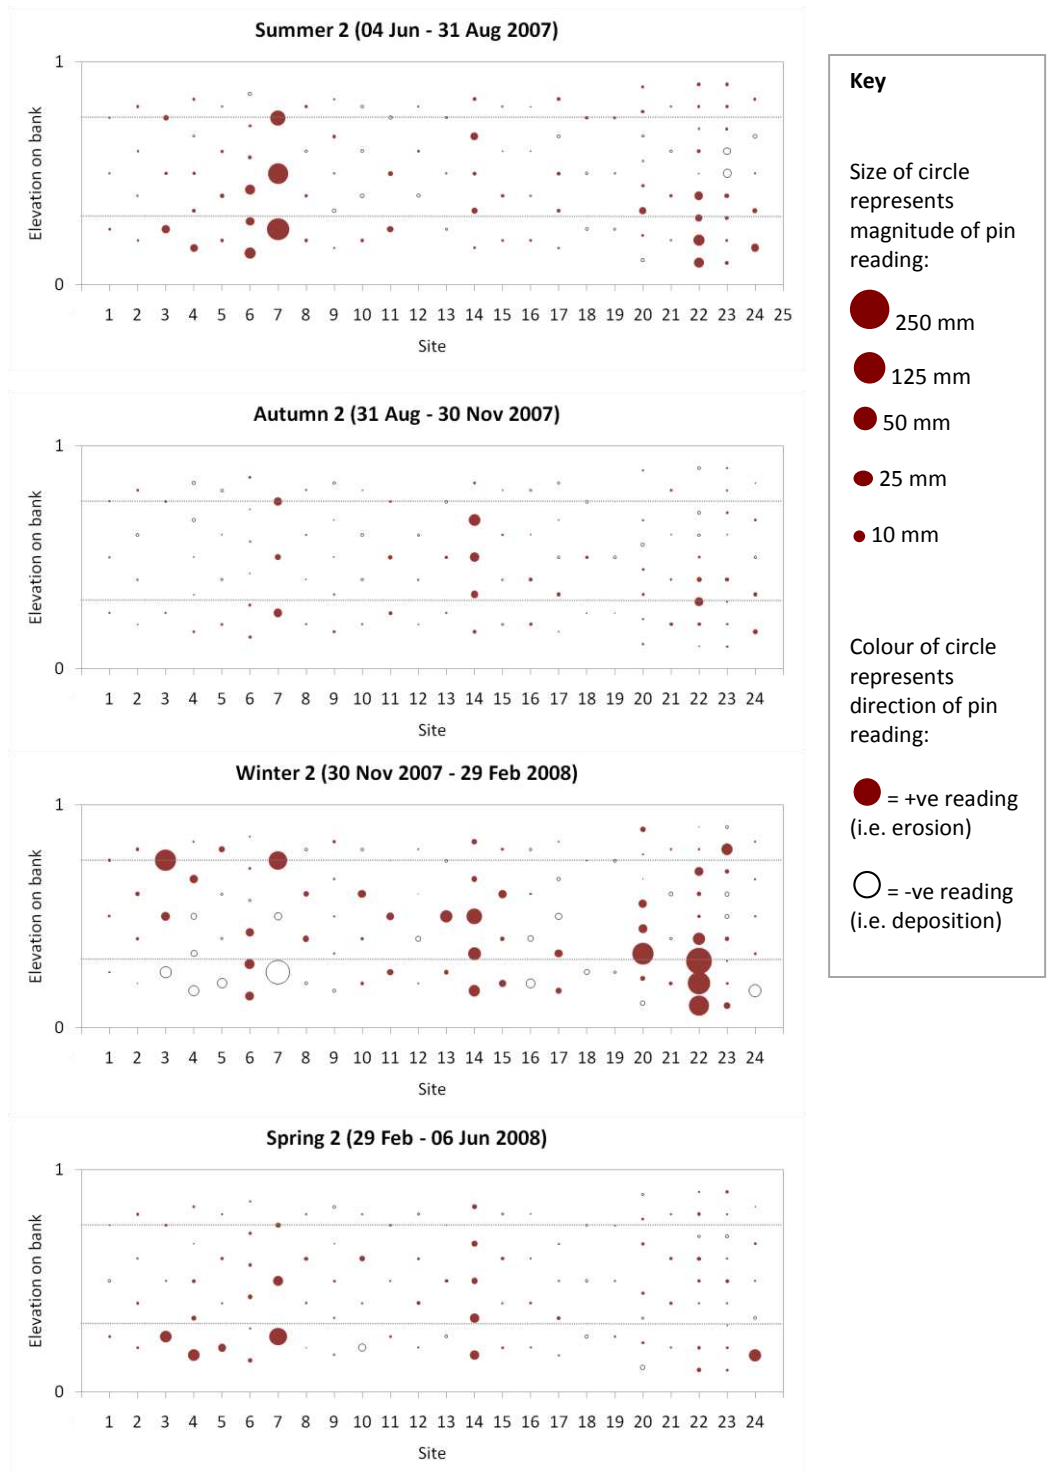 Summer 2 (04 Jun - 31 Aug 2007)
1
Elevation on bank
0
1 2 3 4 5 6 7 8 9 10 11 12 13 14 15 16 17 18 19 20 21 22 23 24 25
Site
Autumn 2 (31 Aug - 30 Nov 2007)
1
Elevation on bank
0
1 2 3 4 5 6 7 8 9 10 11 12 13 14 15 16 17 18 19 20 21 22 23 24
Site
Winter 2 (30 Nov 2007 - 29 Feb 2008)
1
Elevation on bank
0
1 2 3 4 5 6 7 8 9 10 11 12 13 14 15 16 17 18 19 20 21 22 23 24
Site
Spring 2 (29 Feb - 06 Jun 2008)
1
Elevation on bank
0
1 2 3 4 5 6 7 8 9 10 11 12 13 14 15 16 17 18 19 20 21 22 23 24
Site
Key
Size of circle
represents
magnitude of pin
reading:
250 mm
125 mm
50 mm
25 mm
10 mm
Colour of circle
represents
direction of pin
reading:
= +ve reading
(i.e. erosion)
= -ve reading
(i.e. deposition)